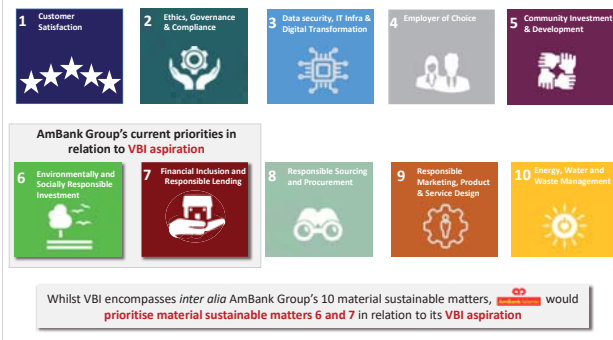 1 Customer
Satisfaction
2 Ethics, Governance
& Compliance
3 Data security, IT Infra &
Digital Transformation
4 Employer of Choice
5 Community Investment
& Development
AmBank Group’s current priorities in
relation to VBI aspiration
6 Environmentally and
Socially Responsible
Investment
7 Financial Inclusion and
Responsible Lending
8 Responsible Sourcing
and Procurement
9 Responsible
Marketing, Product
& Service Design
10 Energy, Water and
Waste Management
Whilst VBI encompasses inter alia AmBank Group’s 10 material sustainable matters, would
prioritise material sustainable matters 6 and 7 in relation to its VBI aspiration